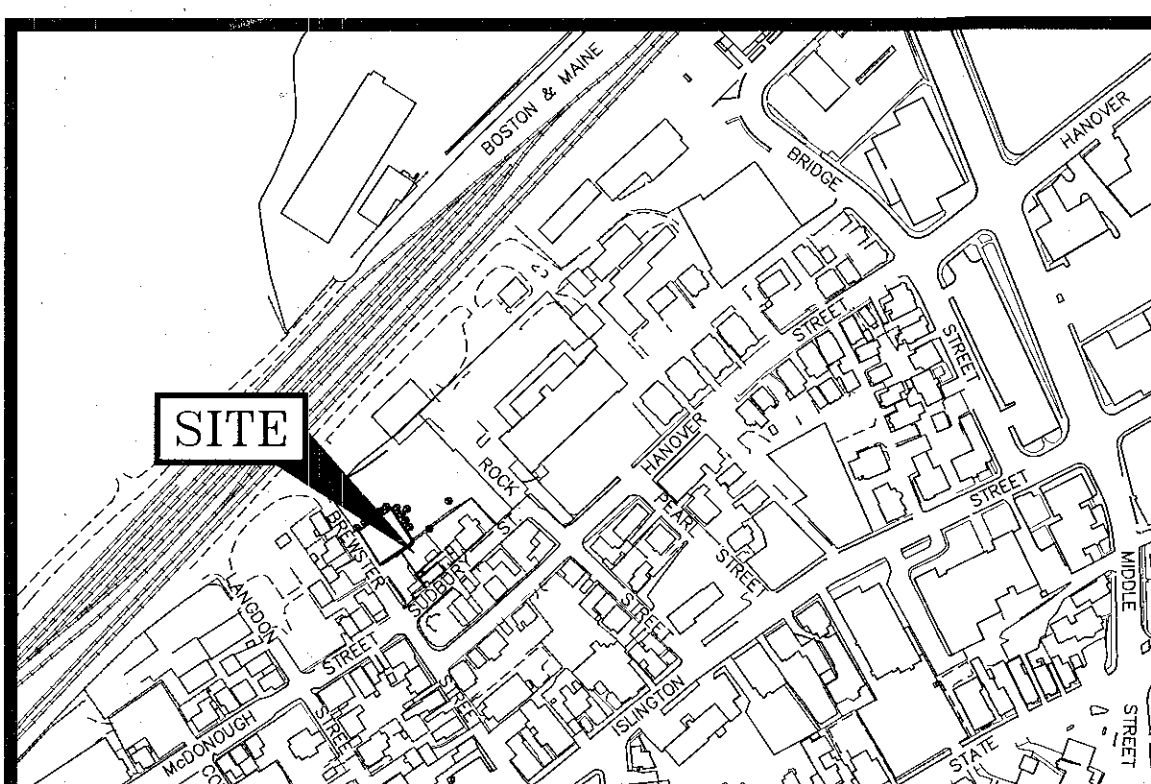 BOSTON & MAINE
HANOVER
BRIDGE
STREET
STREET
SITE
HANOVER
ROCK
ST
PEARL
STREET
STREET
BREWSTER
SUDBURY
MIDDLE
LANGDON
STREET
STREET
STREET
STREET
ISLINGTON
McDONOUGH
STATE
STREET
CO